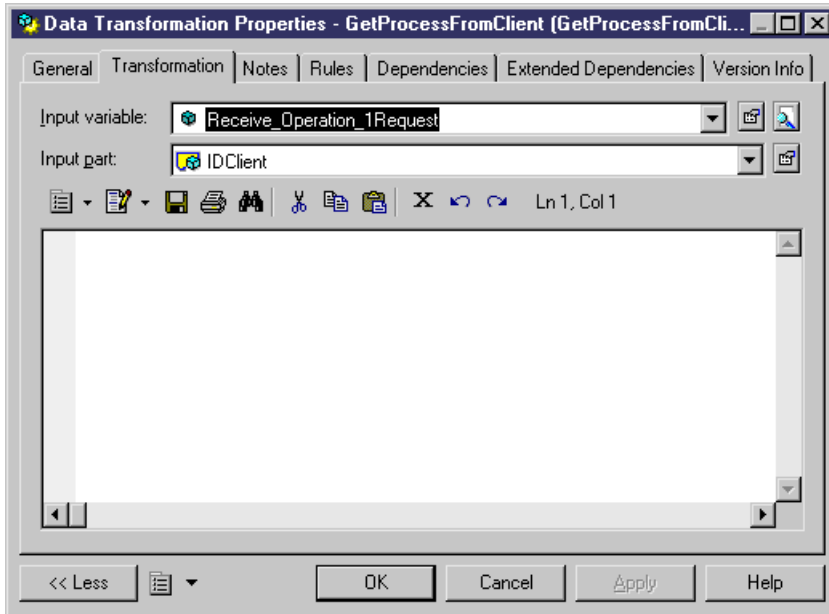 Data Transformation Properties - GetProcessFromClient (GetProcessFromCli...
General Transformation Notes Rules Dependencies Extended Dependencies Version Info
Input variable: Receive_Operation_1Request
Input part: IDClient
Ln 1, Col 1
<< Less OK Cancel Apply Help